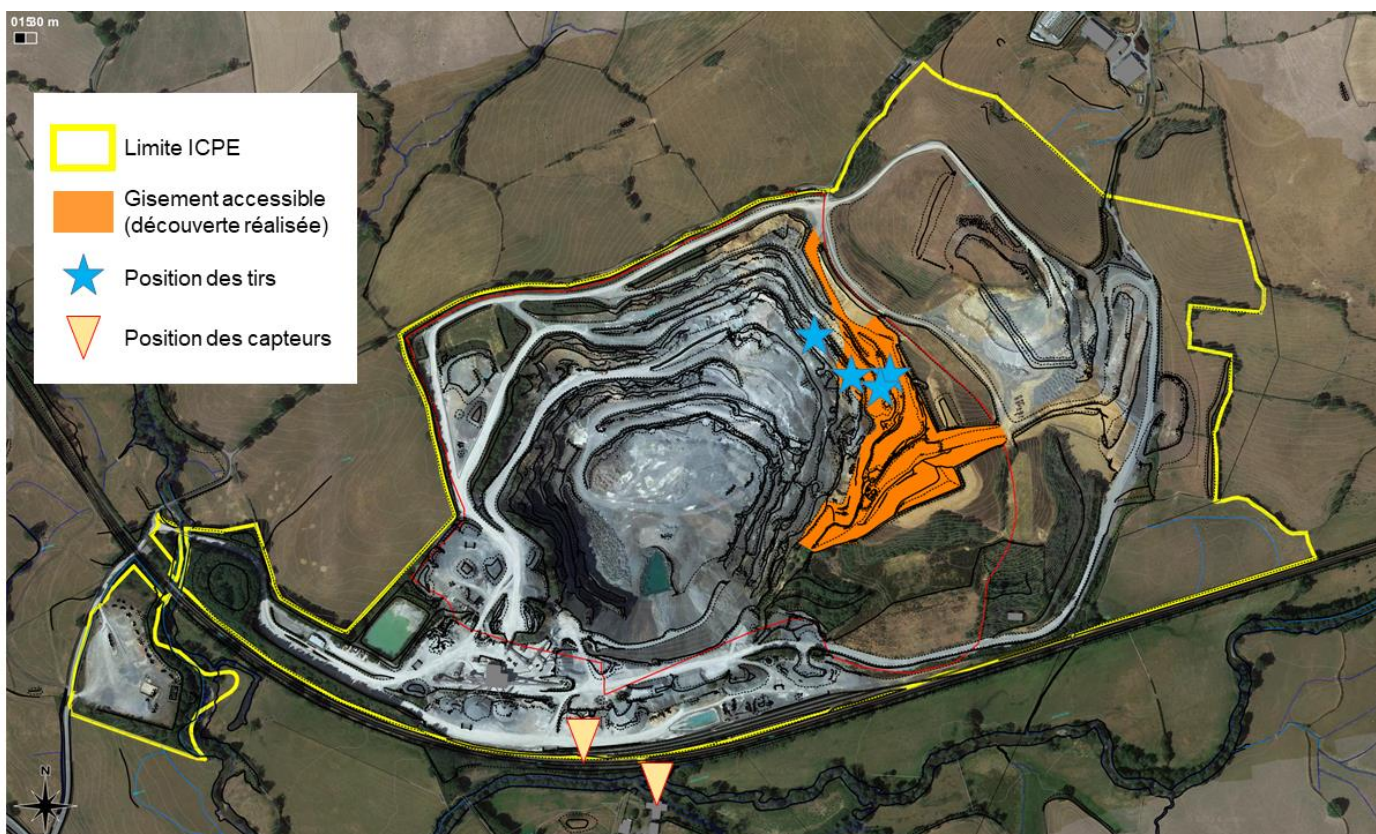 Limite ICPE
Gisement accessible
(découverte réalisée)
Position des tirs
Position des capteurs
N